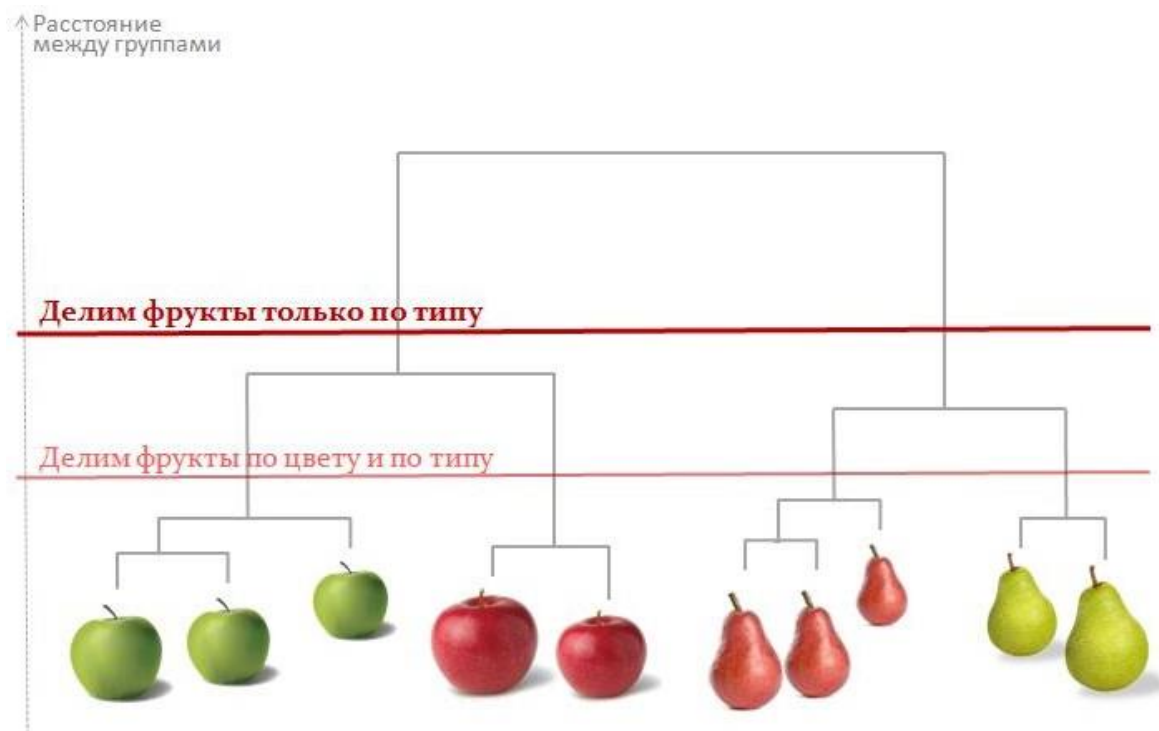 Расстояние
между группами
Делим фрукты только по типу
Делим фрукты по цвету и по типу